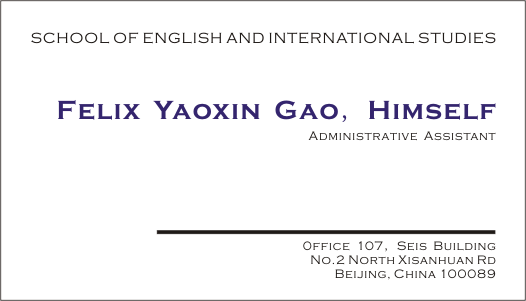 SCHOOL OF ENGLISH AND INTERNATIONAL STUDIES
FELIX YAOXIN GAO, HIMSELF
ADMINISTRATIVE ASSISTANT
OFFICE 107, SEIS BUILDING
NO.2 NORTH XISANHUAN RD
BEIJING, CHINA 100089